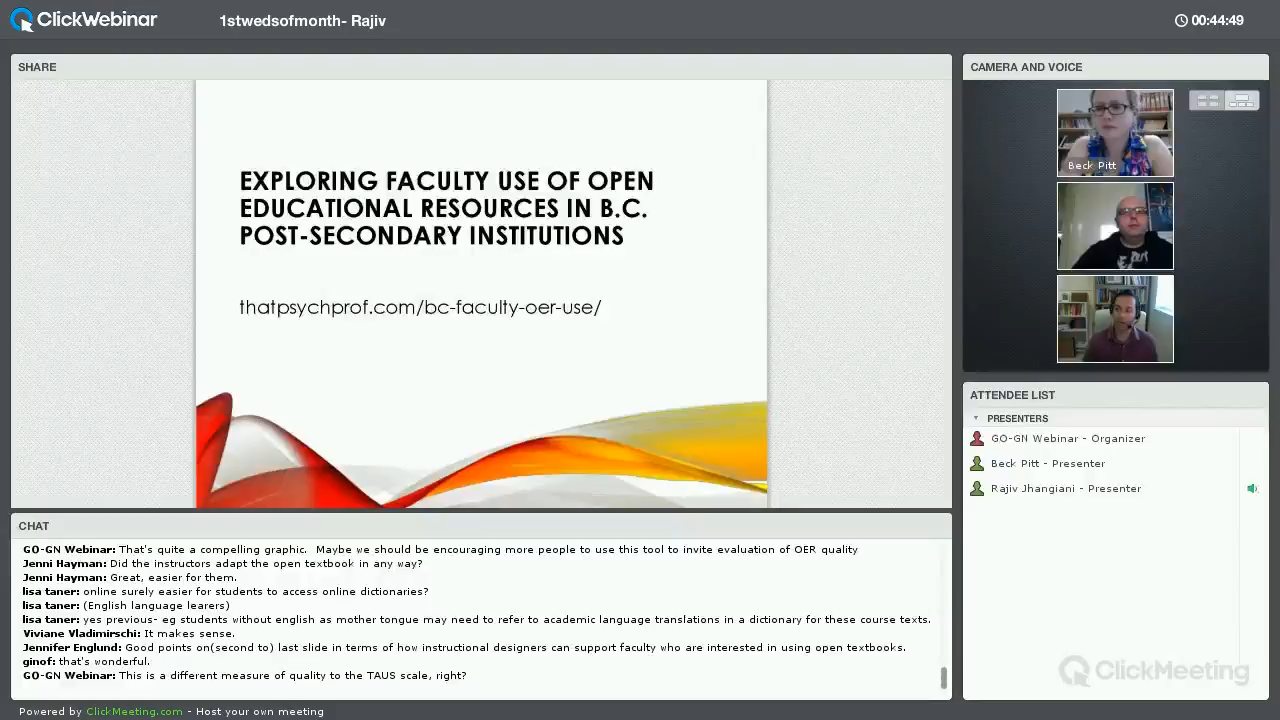 ClickWebinar
1stwedsofmonth- Rajiv
00:44:49
SHARE
EXPLORING FACULTY USE OF OPEN
EDUCATIONAL RESOURCES IN B.C.
POST-SECONDARY INSTITUTIONS
thatpsychprof.com/bc-faculty-oer-use/
CAMERA AND VOICE
Beck Pitt
ATTENDEE LIST
PRESENTERS
GO-GN Webinar - Organizer
Beck Pitt - Presenter
Rajiv Jhangiani - Presenter
CHAT
GO-GN Webinar: That's quite a compelling graphic. Maybe we should be encouraging more people to use this tool to invite evaluation of OER quality
Jenni Hayman: Did the instructors adapt the open textbook in any way?
Jenni Hayman: Great, easier for them.
lisa taner: online surely easier for students to access online dictionaries?
lisa taner: (English language learers)
lisa taner: yes previous- eg students without english as mother tongue may need to refer to academic language translations in a dictionary for these course texts.
Viviane Vladimirschi: It makes sense.
Jennifer Englund: Good points on(second to) last slide in terms of how instructional designers can support faculty who are interested in using open textbooks.
ginof: that's wonderful.
GO-GN Webinar: This is a different measure of quality to the TAUS scale, right?
ClickMeeting
Powered by ClickMeeting.com - Host your own meeting